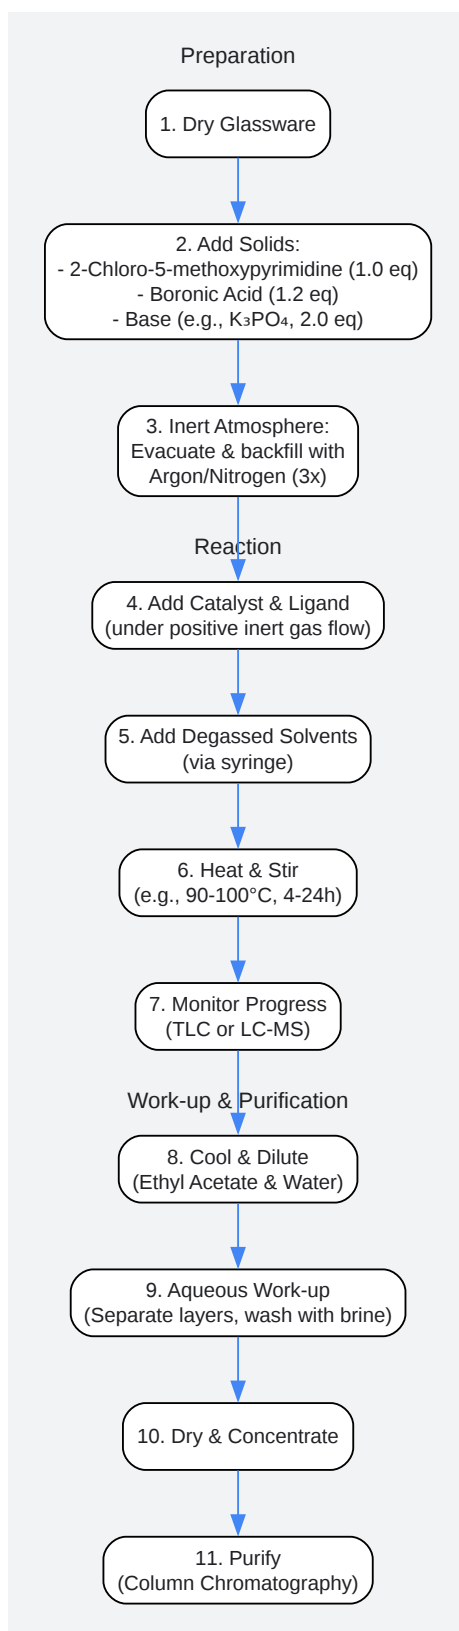 Preparation
1. Dry Glassware
2. Add Solids:
- 2-Chloro-5-methoxypyrimidine (1.0 eq)
- Boronic Acid (1.2 eq)
- Base (e.g., K₃PO₄, 2.0 eq)
3. Inert Atmosphere:
Evacuate & backfill with
Argon/Nitrogen (3x)
Reaction
4. Add Catalyst & Ligand
(under positive inert gas flow)
5. Add Degassed Solvents
(via syringe)
6. Heat & Stir
(e.g., 90-100°C, 4-24h)
7. Monitor Progress
(TLC or LC-MS)
Work-up & Purification
8. Cool & Dilute
(Ethyl Acetate & Water)
9. Aqueous Work-up
(Separate layers, wash with brine)
10. Dry & Concentrate
11. Purify
(Column Chromatography)